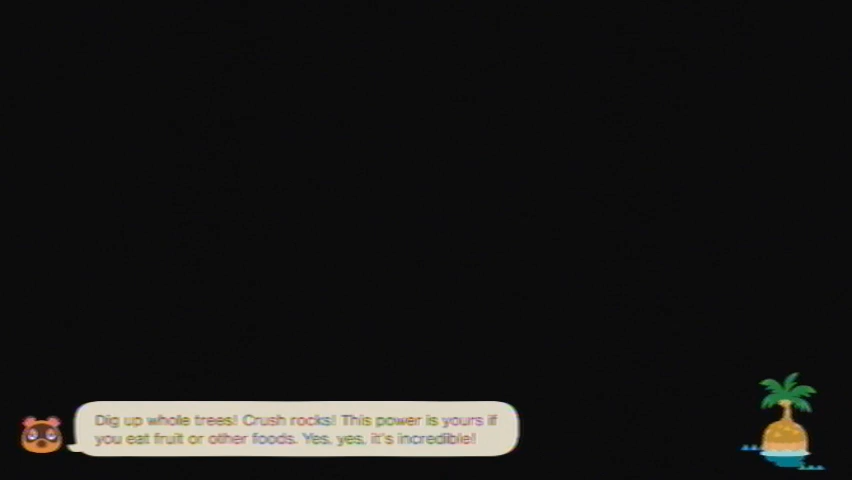 Dig up whole trees! Crush rocks! This power is yours if
you eat fruit or other foods. Yes, yes, it's incredible!